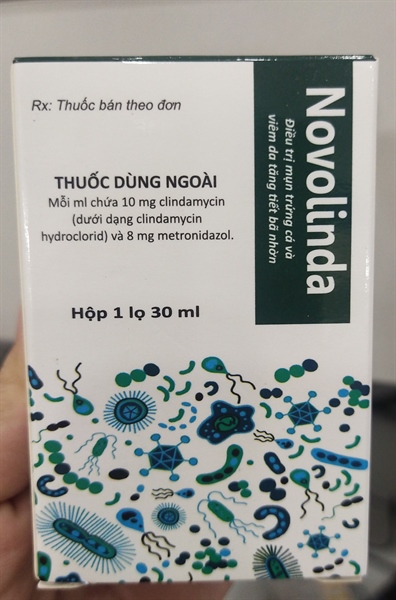 Rx: Thuốc bán theo đơn
THUỐC DÙNG NGOÀI
Mỗi ml chứa 10 mg clindamycin
(dưới dạng clindamycin
hydroclorid) và 8 mg metronidazol.
Hộp 1 lọ 30 ml
Novolinda
Điều trị mụn trứng cá và
viêm da tăng tiết bã nhờn